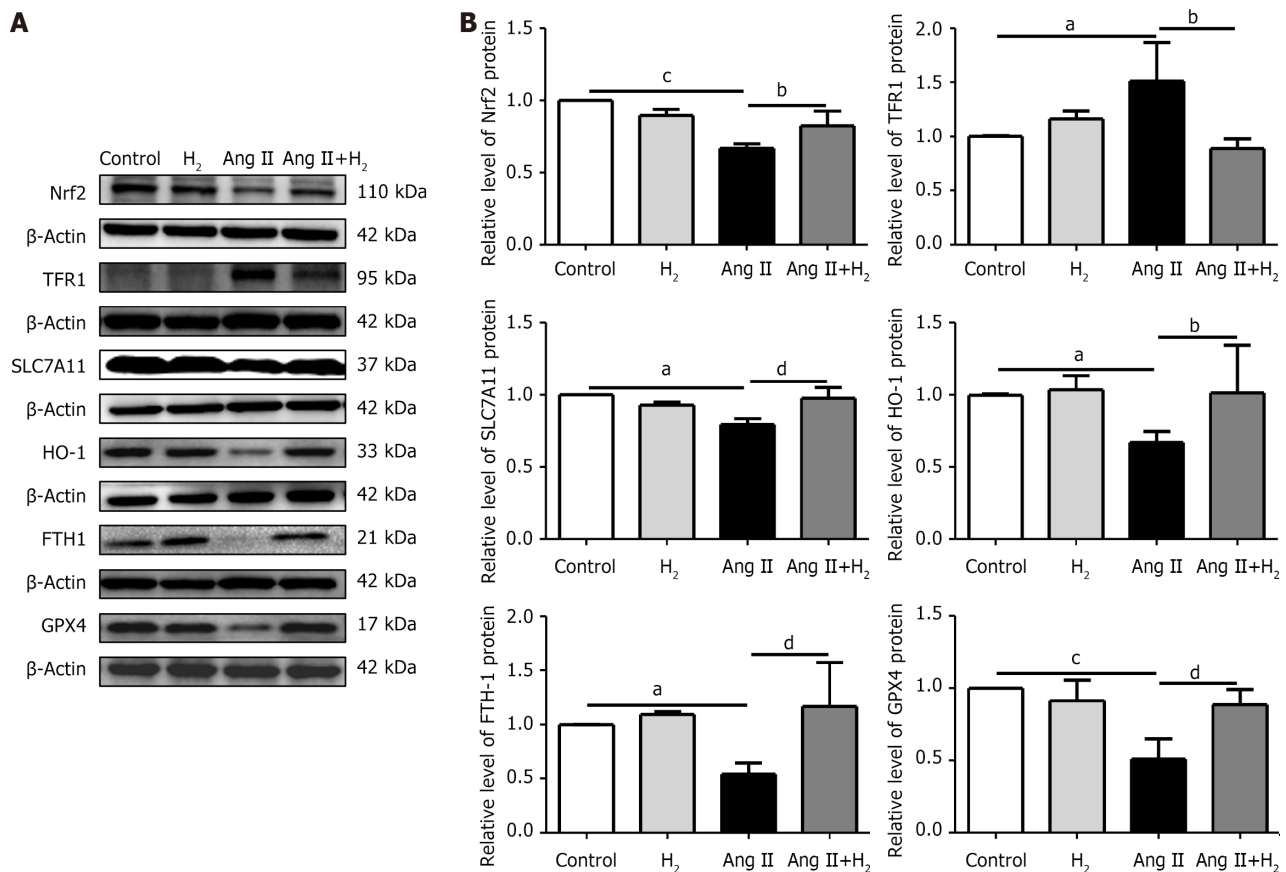 A
Control H₂ Ang II Ang II+H₂
Nrf2 110 kDa
β-Actin 42 kDa
TFR1 95 kDa
β-Actin 42 kDa
SLC7A11 37 kDa
β-Actin 42 kDa
HO-1 33 kDa
β-Actin 42 kDa
FTH1 21 kDa
β-Actin 42 kDa
GPX4 17 kDa
β-Actin 42 kDa
B
Relative level of Nrf2 protein
1.5
1.0
0.5
0.0
c
b
Control H₂ Ang II Ang II+H₂
Relative level of TFR1 protein
2.0
1.5
1.0
0.5
0.0
a
b
Control H₂ Ang II Ang II+H₂
Relative level of SLC7A11 protein
1.5
1.0
0.5
0.0
a
d
Control H₂ Ang II Ang II+H₂
Relative level of HO-1 protein
1.5
1.0
0.5
0.0
a
b
Control H₂ Ang II Ang II+H₂
Relative level of FTH-1 protein
2.0
1.5
1.0
0.5
0.0
a
d
Control H₂ Ang II Ang II+H₂
Relative level of GPX4 protein
1.5
1.0
0.5
0.0
c
d
Control H₂ Ang II Ang II+H₂